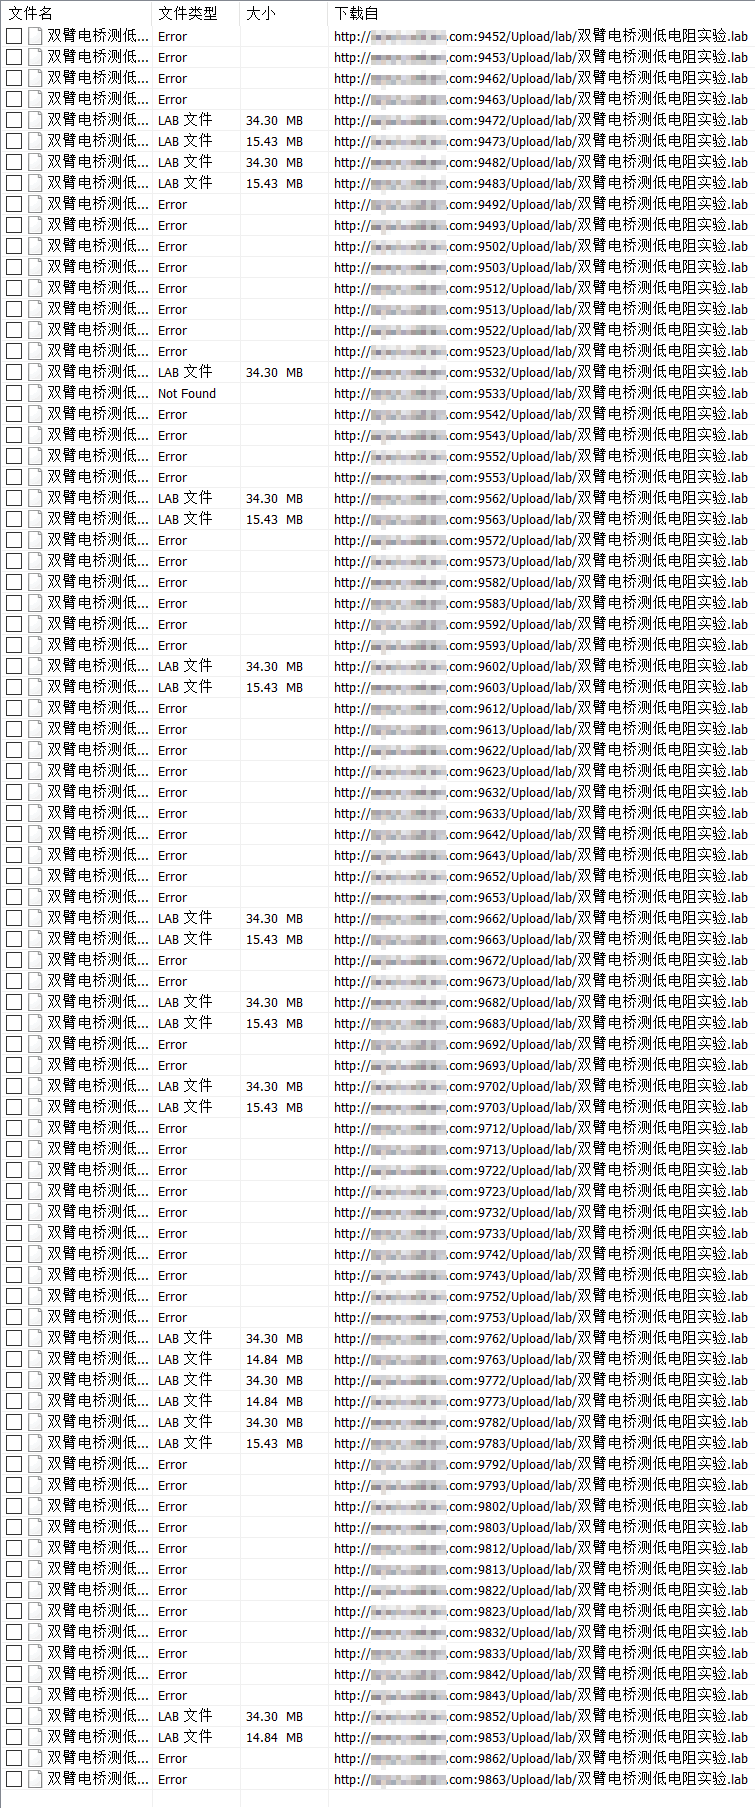 文件名 文件类型 大小 下载自
双臂电桥测低... Error http:// .com:9452/Upload/lab/双臂电桥测低电阻实验.lab
双臂电桥测低... Error http:// .com:9453/Upload/lab/双臂电桥测低电阻实验.lab
双臂电桥测低... Error http:// .com:9462/Upload/lab/双臂电桥测低电阻实验.lab
双臂电桥测低... Error http:// .com:9463/Upload/lab/双臂电桥测低电阻实验.lab
双臂电桥测低... LAB 文件 34.30 MB http:// .com:9472/Upload/lab/双臂电桥测低电阻实验.lab
双臂电桥测低... LAB 文件 15.43 MB http:// .com:9473/Upload/lab/双臂电桥测低电阻实验.lab
双臂电桥测低... LAB 文件 34.30 MB http:// .com:9482/Upload/lab/双臂电桥测低电阻实验.lab
双臂电桥测低... LAB 文件 15.43 MB http:// .com:9483/Upload/lab/双臂电桥测低电阻实验.lab
双臂电桥测低... Error http:// .com:9492/Upload/lab/双臂电桥测低电阻实验.lab
双臂电桥测低... Error http:// .com:9493/Upload/lab/双臂电桥测低电阻实验.lab
双臂电桥测低... Error http:// .com:9502/Upload/lab/双臂电桥测低电阻实验.lab
双臂电桥测低... Error http:// .com:9503/Upload/lab/双臂电桥测低电阻实验.lab
双臂电桥测低... Error http:// .com:9512/Upload/lab/双臂电桥测低电阻实验.lab
双臂电桥测低... Error http:// .com:9513/Upload/lab/双臂电桥测低电阻实验.lab
双臂电桥测低... Error http:// .com:9522/Upload/lab/双臂电桥测低电阻实验.lab
双臂电桥测低... Error http:// .com:9523/Upload/lab/双臂电桥测低电阻实验.lab
双臂电桥测低... LAB 文件 34.30 MB http:// .com:9532/Upload/lab/双臂电桥测低电阻实验.lab
双臂电桥测低... Not Found http:// .com:9533/Upload/lab/双臂电桥测低电阻实验.lab
双臂电桥测低... Error http:// .com:9542/Upload/lab/双臂电桥测低电阻实验.lab
双臂电桥测低... Error http:// .com:9543/Upload/lab/双臂电桥测低电阻实验.lab
双臂电桥测低... Error http:// .com:9552/Upload/lab/双臂电桥测低电阻实验.lab
双臂电桥测低... Error http:// .com:9553/Upload/lab/双臂电桥测低电阻实验.lab
双臂电桥测低... LAB 文件 34.30 MB http:// .com:9562/Upload/lab/双臂电桥测低电阻实验.lab
双臂电桥测低... LAB 文件 15.43 MB http:// .com:9563/Upload/lab/双臂电桥测低电阻实验.lab
双臂电桥测低... Error http:// .com:9572/Upload/lab/双臂电桥测低电阻实验.lab
双臂电桥测低... Error http:// .com:9573/Upload/lab/双臂电桥测低电阻实验.lab
双臂电桥测低... Error http:// .com:9582/Upload/lab/双臂电桥测低电阻实验.lab
双臂电桥测低... Error http:// .com:9583/Upload/lab/双臂电桥测低电阻实验.lab
双臂电桥测低... Error http:// .com:9592/Upload/lab/双臂电桥测低电阻实验.lab
双臂电桥测低... Error http:// .com:9593/Upload/lab/双臂电桥测低电阻实验.lab
双臂电桥测低... LAB 文件 34.30 MB http:// .com:9602/Upload/lab/双臂电桥测低电阻实验.lab
双臂电桥测低... LAB 文件 15.43 MB http:// .com:9603/Upload/lab/双臂电桥测低电阻实验.lab
双臂电桥测低... Error http:// .com:9612/Upload/lab/双臂电桥测低电阻实验.lab
双臂电桥测低... Error http:// .com:9613/Upload/lab/双臂电桥测低电阻实验.lab
双臂电桥测低... Error http:// .com:9622/Upload/lab/双臂电桥测低电阻实验.lab
双臂电桥测低... Error http:// .com:9623/Upload/lab/双臂电桥测低电阻实验.lab
双臂电桥测低... Error http:// .com:9632/Upload/lab/双臂电桥测低电阻实验.lab
双臂电桥测低... Error http:// .com:9633/Upload/lab/双臂电桥测低电阻实验.lab
双臂电桥测低... Error http:// .com:9642/Upload/lab/双臂电桥测低电阻实验.lab
双臂电桥测低... Error http:// .com:9643/Upload/lab/双臂电桥测低电阻实验.lab
双臂电桥测低... Error http:// .com:9652/Upload/lab/双臂电桥测低电阻实验.lab
双臂电桥测低... Error http:// .com:9653/Upload/lab/双臂电桥测低电阻实验.lab
双臂电桥测低... LAB 文件 34.30 MB http:// .com:9662/Upload/lab/双臂电桥测低电阻实验.lab
双臂电桥测低... LAB 文件 15.43 MB http:// .com:9663/Upload/lab/双臂电桥测低电阻实验.lab
双臂电桥测低... Error http:// .com:9672/Upload/lab/双臂电桥测低电阻实验.lab
双臂电桥测低... Error http:// .com:9673/Upload/lab/双臂电桥测低电阻实验.lab
双臂电桥测低... LAB 文件 34.30 MB http:// .com:9682/Upload/lab/双臂电桥测低电阻实验.lab
双臂电桥测低... LAB 文件 15.43 MB http:// .com:9683/Upload/lab/双臂电桥测低电阻实验.lab
双臂电桥测低... Error http:// .com:9692/Upload/lab/双臂电桥测低电阻实验.lab
双臂电桥测低... Error http:// .com:9693/Upload/lab/双臂电桥测低电阻实验.lab
双臂电桥测低... LAB 文件 34.30 MB http:// .com:9702/Upload/lab/双臂电桥测低电阻实验.lab
双臂电桥测低... LAB 文件 15.43 MB http:// .com:9703/Upload/lab/双臂电桥测低电阻实验.lab
双臂电桥测低... Error http:// .com:9712/Upload/lab/双臂电桥测低电阻实验.lab
双臂电桥测低... Error http:// .com:9713/Upload/lab/双臂电桥测低电阻实验.lab
双臂电桥测低... Error http:// .com:9722/Upload/lab/双臂电桥测低电阻实验.lab
双臂电桥测低... Error http:// .com:9723/Upload/lab/双臂电桥测低电阻实验.lab
双臂电桥测低... Error http:// .com:9732/Upload/lab/双臂电桥测低电阻实验.lab
双臂电桥测低... Error http:// .com:9733/Upload/lab/双臂电桥测低电阻实验.lab
双臂电桥测低... Error http:// .com:9742/Upload/lab/双臂电桥测低电阻实验.lab
双臂电桥测低... Error http:// .com:9743/Upload/lab/双臂电桥测低电阻实验.lab
双臂电桥测低... Error http:// .com:9752/Upload/lab/双臂电桥测低电阻实验.lab
双臂电桥测低... Error http:// .com:9753/Upload/lab/双臂电桥测低电阻实验.lab
双臂电桥测低... LAB 文件 34.30 MB http:// .com:9762/Upload/lab/双臂电桥测低电阻实验.lab
双臂电桥测低... LAB 文件 14.84 MB http:// .com:9763/Upload/lab/双臂电桥测低电阻实验.lab
双臂电桥测低... LAB 文件 34.30 MB http:// .com:9772/Upload/lab/双臂电桥测低电阻实验.lab
双臂电桥测低... LAB 文件 14.84 MB http:// .com:9773/Upload/lab/双臂电桥测低电阻实验.lab
双臂电桥测低... LAB 文件 34.30 MB http:// .com:9782/Upload/lab/双臂电桥测低电阻实验.lab
双臂电桥测低... LAB 文件 15.43 MB http:// .com:9783/Upload/lab/双臂电桥测低电阻实验.lab
双臂电桥测低... Error http:// .com:9792/Upload/lab/双臂电桥测低电阻实验.lab
双臂电桥测低... Error http:// .com:9793/Upload/lab/双臂电桥测低电阻实验.lab
双臂电桥测低... Error http:// .com:9802/Upload/lab/双臂电桥测低电阻实验.lab
双臂电桥测低... Error http:// .com:9803/Upload/lab/双臂电桥测低电阻实验.lab
双臂电桥测低... Error http:// .com:9812/Upload/lab/双臂电桥测低电阻实验.lab
双臂电桥测低... Error http:// .com:9813/Upload/lab/双臂电桥测低电阻实验.lab
双臂电桥测低... Error http:// .com:9822/Upload/lab/双臂电桥测低电阻实验.lab
双臂电桥测低... Error http:// .com:9823/Upload/lab/双臂电桥测低电阻实验.lab
双臂电桥测低... Error http:// .com:9832/Upload/lab/双臂电桥测低电阻实验.lab
双臂电桥测低... Error http:// .com:9833/Upload/lab/双臂电桥测低电阻实验.lab
双臂电桥测低... Error http:// .com:9842/Upload/lab/双臂电桥测低电阻实验.lab
双臂电桥测低... Error http:// .com:9843/Upload/lab/双臂电桥测低电阻实验.lab
双臂电桥测低... LAB 文件 34.30 MB http:// .com:9852/Upload/lab/双臂电桥测低电阻实验.lab
双臂电桥测低... LAB 文件 14.84 MB http:// .com:9853/Upload/lab/双臂电桥测低电阻实验.lab
双臂电桥测低... Error http:// .com:9862/Upload/lab/双臂电桥测低电阻实验.lab
双臂电桥测低... Error http:// .com:9863/Upload/lab/双臂电桥测低电阻实验.lab